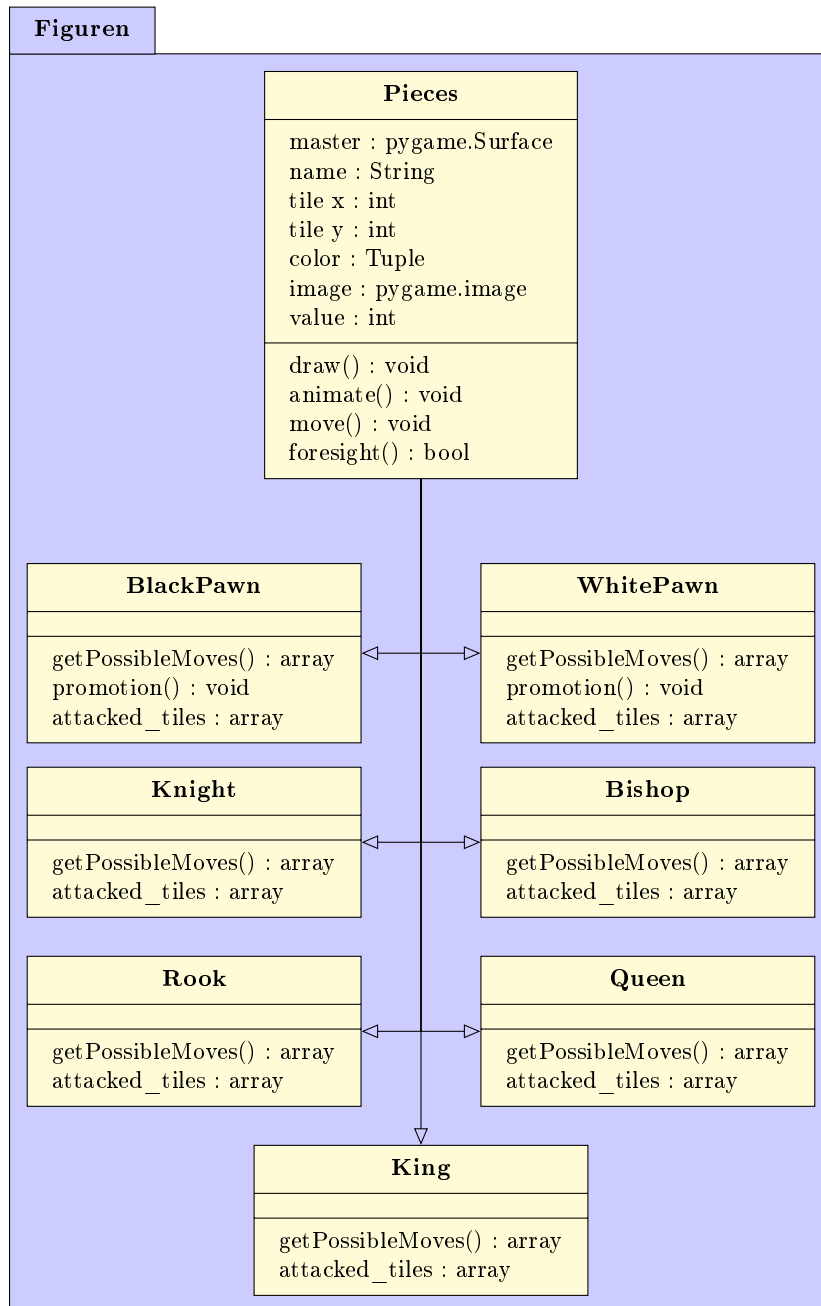 Figuren
Pieces
master : pygame.Surface
name : String
tile x : int
tile y : int
color : Tuple
image : pygame.image
value : int
draw() : void
animate() : void
move() : void
foresight() : bool
BlackPawn
getPossibleMoves() : array
promotion() : void
attacked_tiles : array
WhitePawn
getPossibleMoves() : array
promotion() : void
attacked_tiles : array
Knight
getPossibleMoves() : array
attacked_tiles : array
Bishop
getPossibleMoves() : array
attacked_tiles : array
Rook
getPossibleMoves() : array
attacked_tiles : array
Queen
getPossibleMoves() : array
attacked_tiles : array
King
getPossibleMoves() : array
attacked_tiles : array